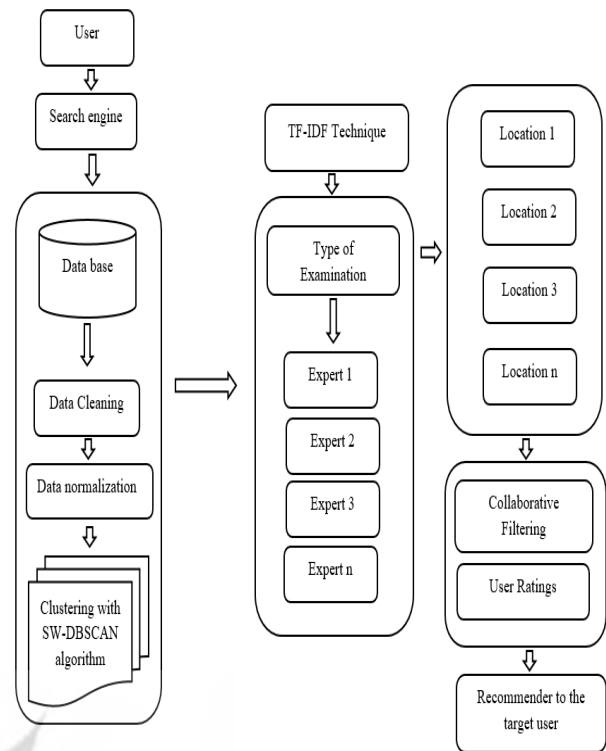 User
Search engine
Data base
Data Cleaning
Data normalization
Clustering with
SW-DBSCAN
algorithm
TF-IDF Technique
Type of
Examination
Expert 1
Expert 2
Expert 3
Expert n
Location 1
Location 2
Location 3
Location n
Collaborative
Filtering
User Ratings
Recommender to the
target user